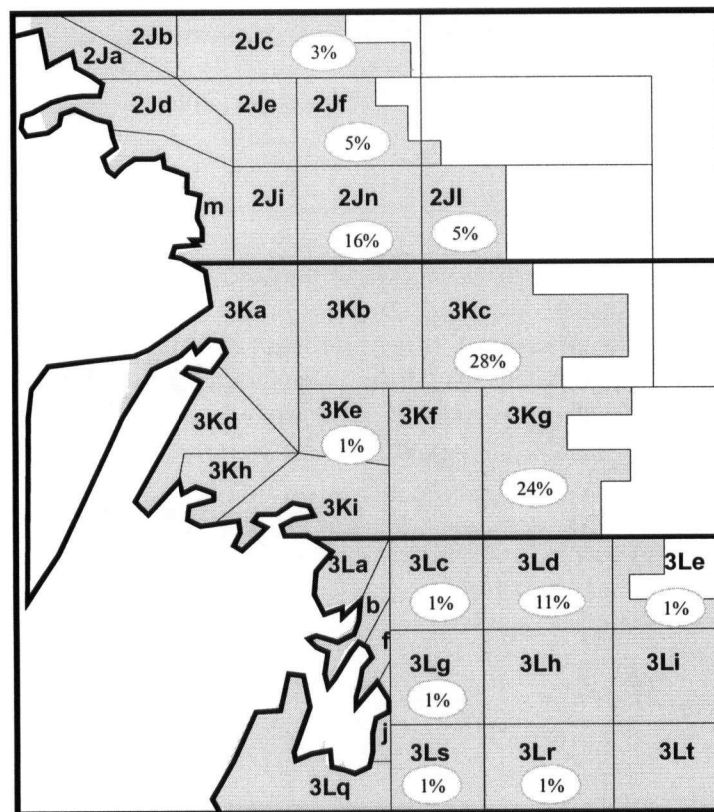 2Jb 2Jc
2Ja 3%
2Jd 2Je 2Jf
5%
m 2Ji 2Jn 2Jl
16% 5%
3Ka 3Kb 3Kc
28%
3Kd 3Ke 3Kf 3Kg
1%
3Kh
24%
3Ki
3La 3Lc 3Ld 3Le
b 1% 11% 1%
f
3Lg 3Lh 3Li
1%
j
3Ls 3Lr 3Lt
3Lq 1% 1%